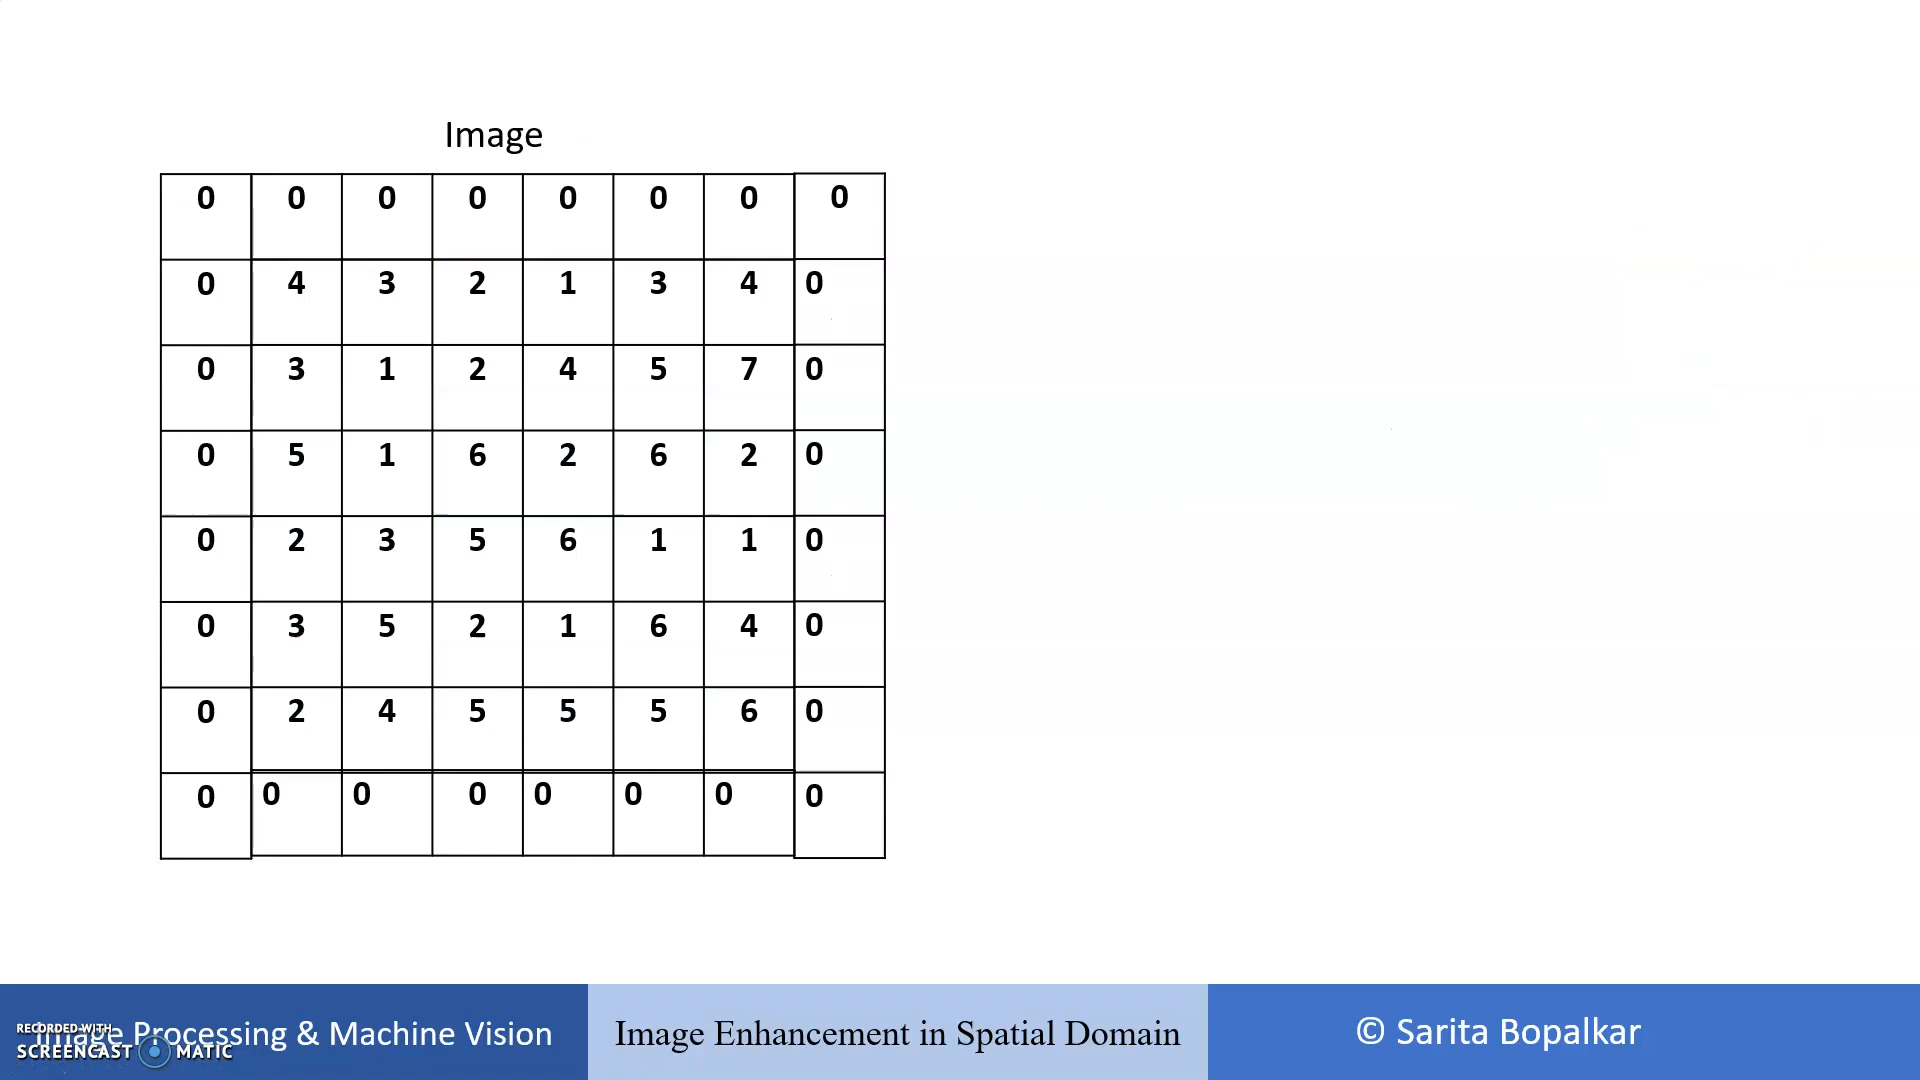 Image
0 0 0 0 0 0 0 0
0 4 3 2 1 3 4 0
0 3 1 2 4 5 7 0
0 5 1 6 2 6 2 0
0 2 3 5 6 1 1 0
0 3 5 2 1 6 4 0
0 2 4 5 5 5 6 0
0 0 0 0 0 0 0 0
Image Processing & Machine Vision
Image Enhancement in Spatial Domain
© Sarita Bopalkar
RECORDED WITH
SCREENCAST MATIC